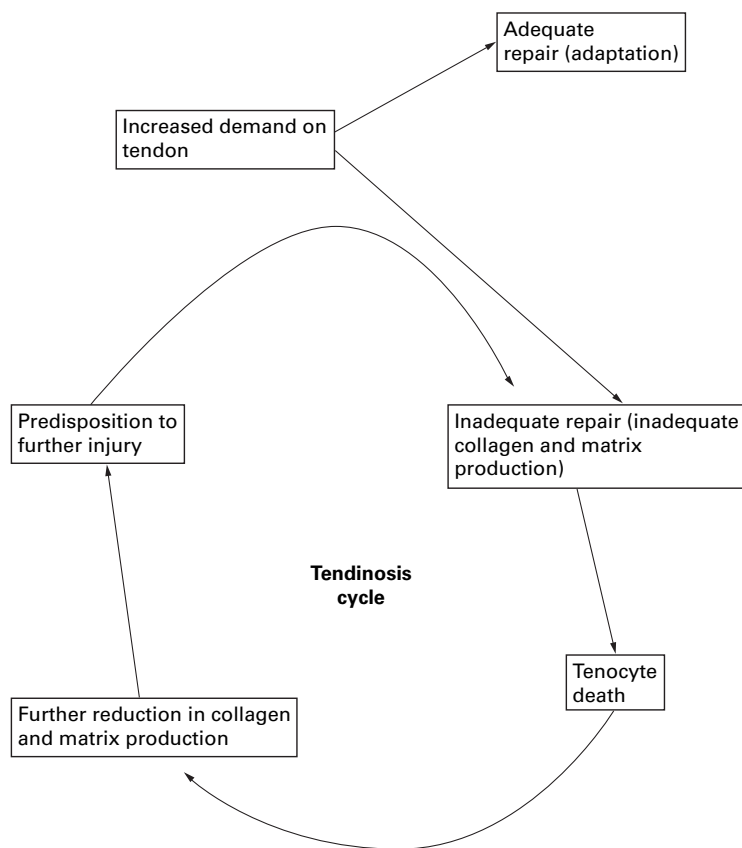 Adequate
repair (adaptation)
Increased demand on
tendon
Predisposition to
further injury
Inadequate repair (inadequate
collagen and matrix
production)
Tendinosis
cycle
Tenocyte
death
Further reduction in collagen
and matrix production